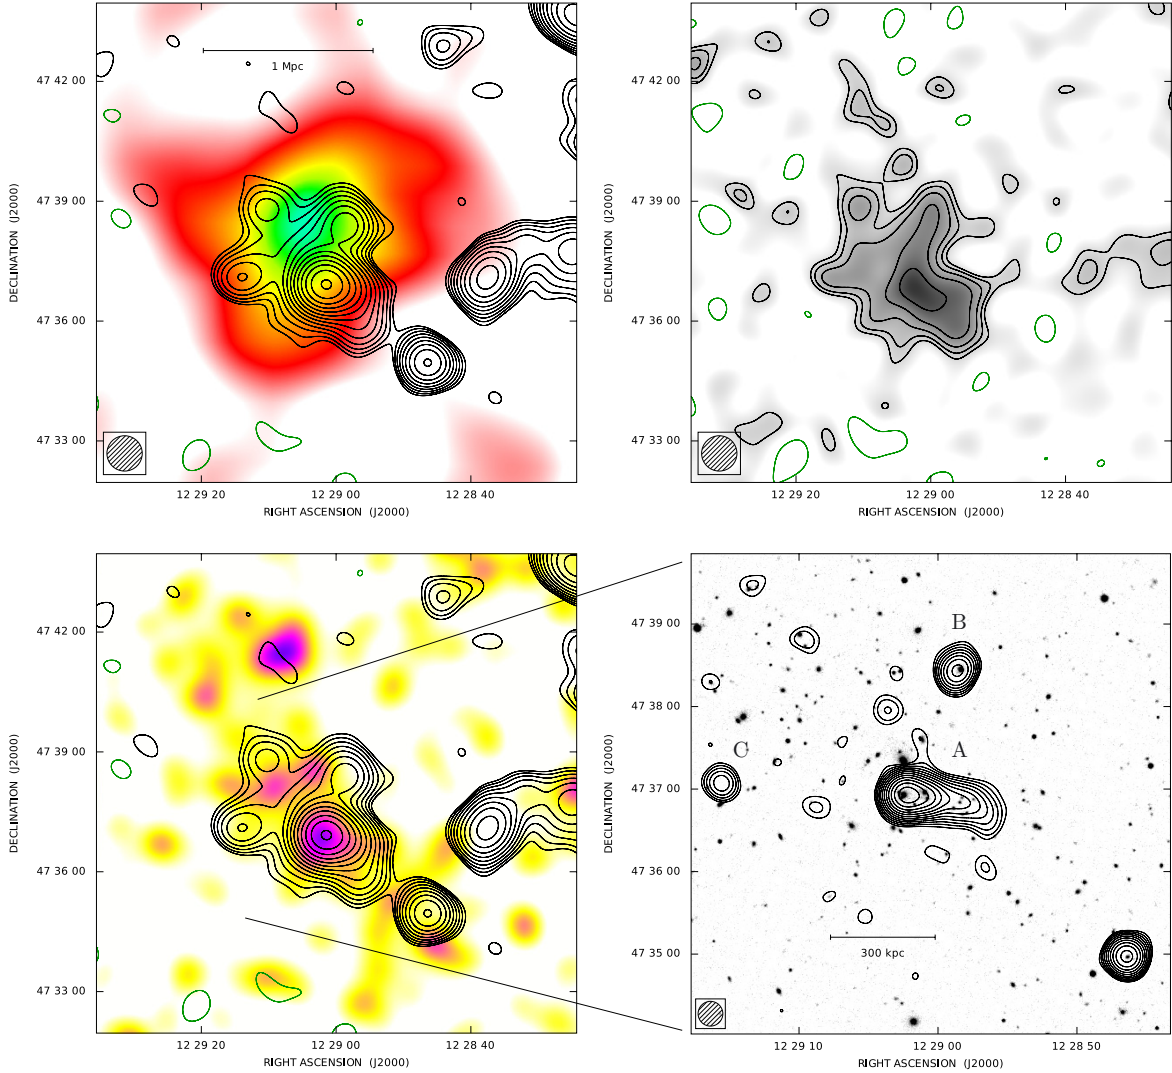 47 42 00
47 39 00
47 36 00
47 33 00
DECLINATION (J2000)
1 Mpc
12 29 20
12 29 00
12 28 40
RIGHT ASCENSION (J2000)
47 42 00
47 39 00
47 36 00
47 33 00
DECLINATION (J2000)
12 29 20
12 29 00
12 28 40
RIGHT ASCENSION (J2000)
47 42 00
47 39 00
47 36 00
47 33 00
DECLINATION (J2000)
12 29 20
12 29 00
12 28 40
RIGHT ASCENSION (J2000)
47 39 00
47 38 00
47 37 00
47 36 00
47 35 00
DECLINATION (J2000)
B
A
C
300 kpc
12 29 10
12 29 00
12 28 50
RIGHT ASCENSION (J2000)